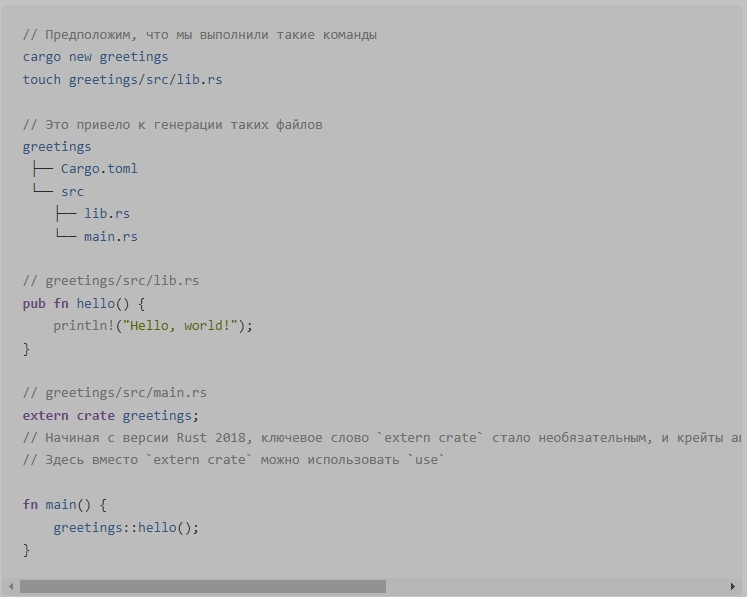 // Предположим, что мы выполнили такие команды
cargo new greetings
touch greetings/src/lib.rs
// Это привело к генерации таких файлов
greetings
├── Cargo.toml
└── src
├── lib.rs
└── main.rs
// greetings/src/lib.rs
pub fn hello() {
println!("Hello, world!");
}
// greetings/src/main.rs
extern crate greetings;
// Начиная с версии Rust 2018, ключевое слово `extern crate` стало необязательным, и крейты
// Здесь вместо `extern crate` можно использовать `use`
fn main() {
greetings::hello();
}